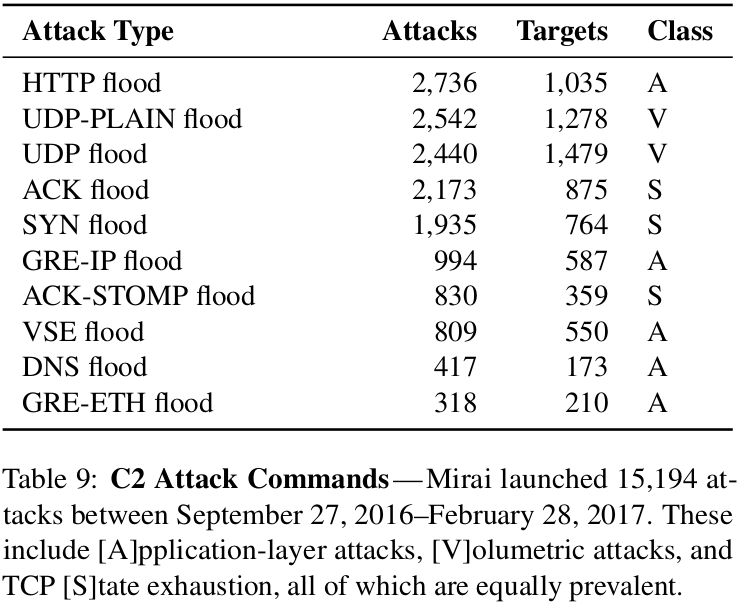 Attack Type Attacks Targets Class
HTTP flood 2,736 1,035 A
UDP-PLAIN flood 2,542 1,278 V
UDP flood 2,440 1,479 V
ACK flood 2,173 875 S
SYN flood 1,935 764 S
GRE-IP flood 994 587 A
ACK-STOMP flood 830 359 S
VSE flood 809 550 A
DNS flood 417 173 A
GRE-ETH flood 318 210 A
Table 9: C2 Attack Commands — Mirai launched 15,194 at-
tacks between September 27, 2016–February 28, 2017. These
include [A]pplication-layer attacks, [V]olumetric attacks, and
TCP [S]tate exhaustion, all of which are equally prevalent.